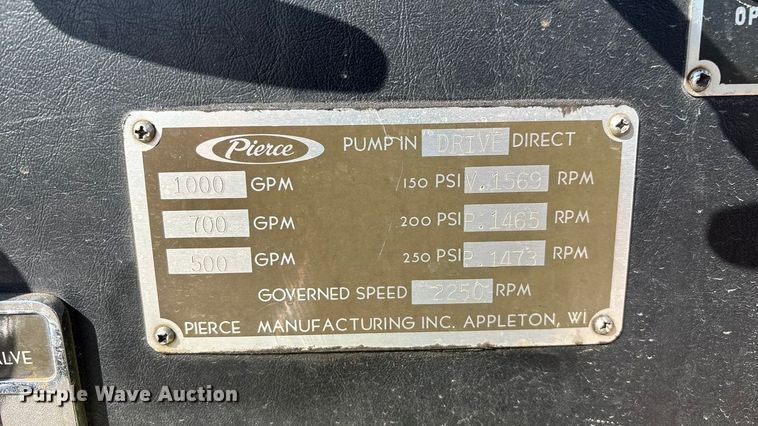 OP
Pierce PUMP IN DRIVE DIRECT
1000 GPM 150 PSI V.1569 RPM
700 GPM 200 PSI P.1465 RPM
500 GPM 250 PSI P.1473 RPM
GOVERNED SPEED 2250 RPM
PIERCE MANUFACTURING INC. APPLETON, WI
ALVE
Purple Wave Auction